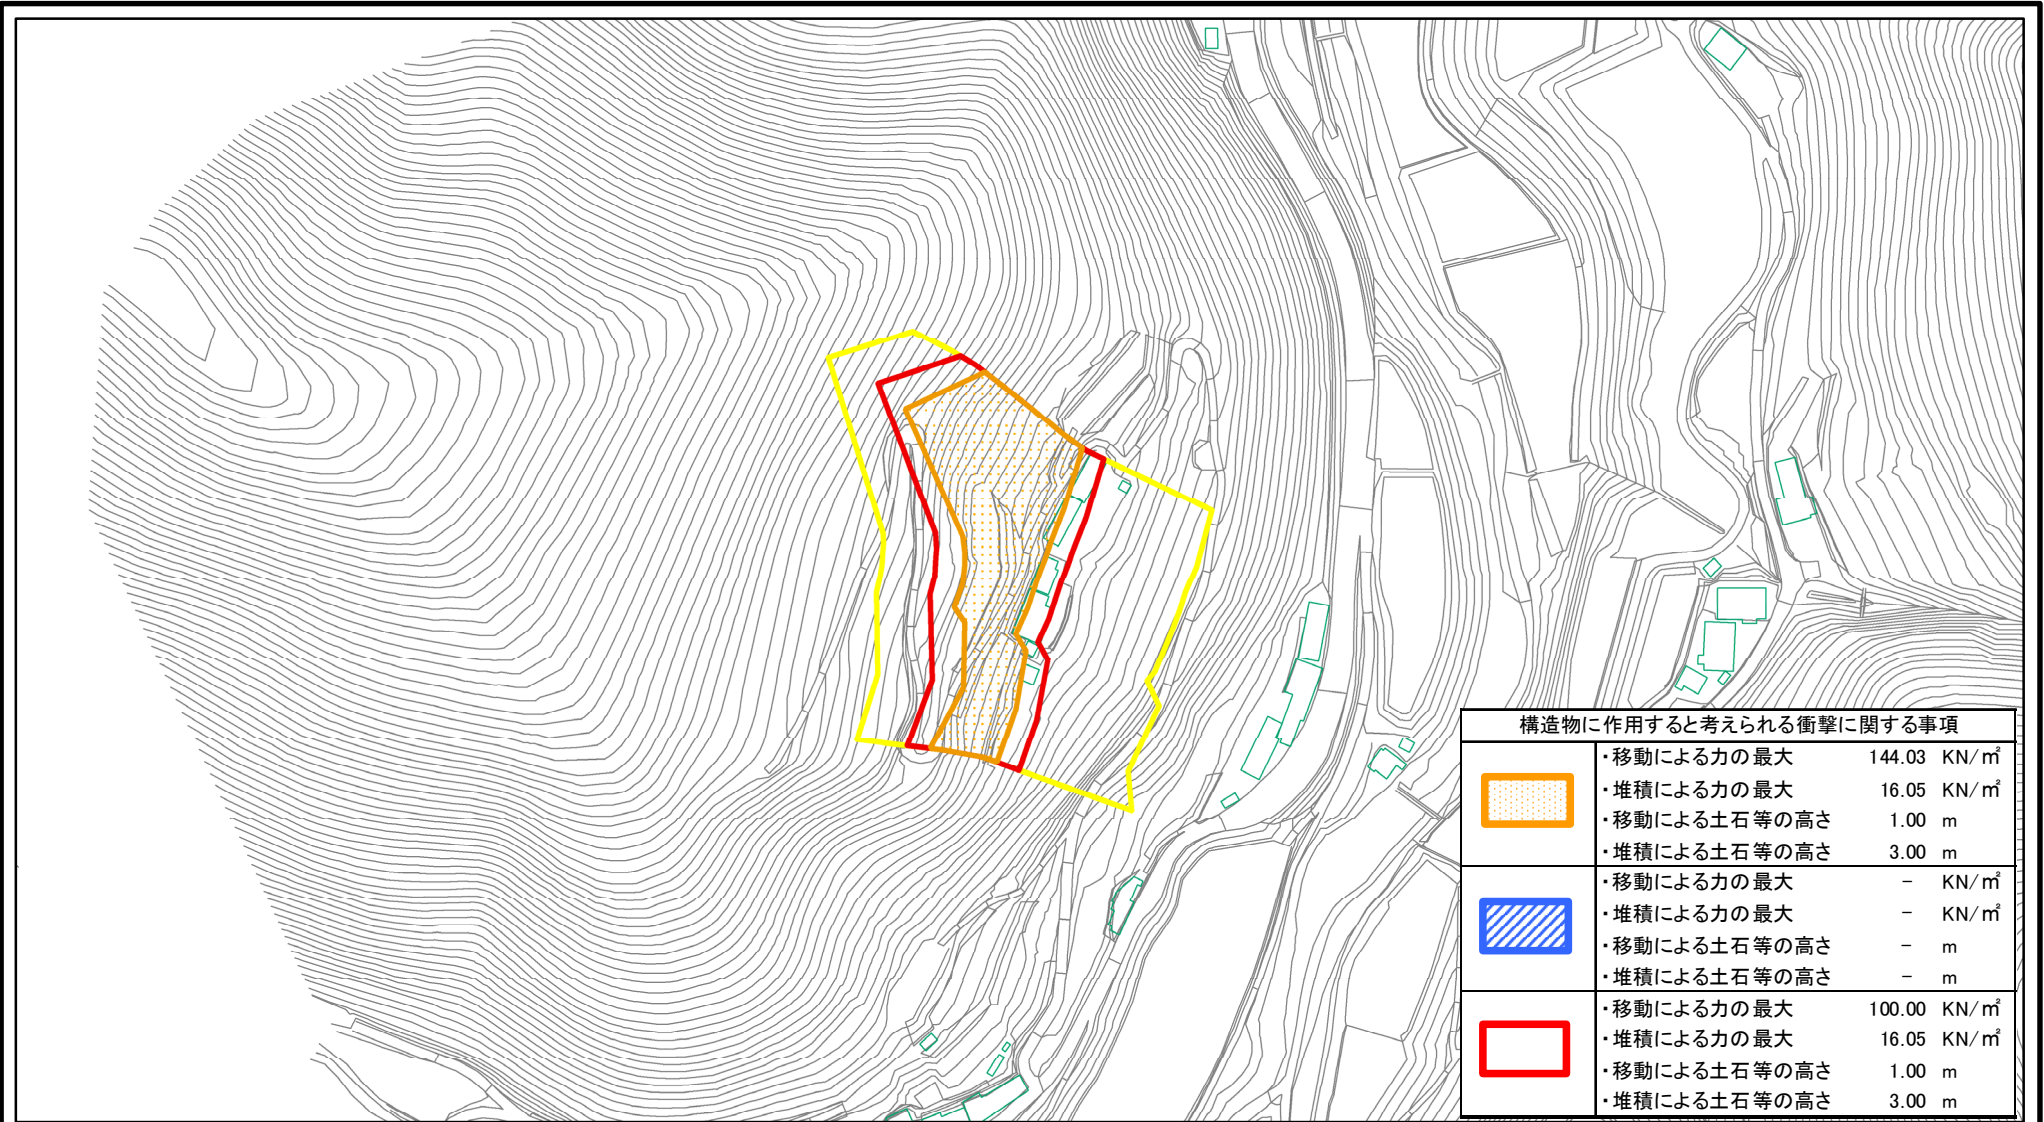 構造物に作用すると考えられる衝撃に関する事項
・移動による力の最大 144.03 KN/㎡
・堆積による力の最大 16.05 KN/㎡
・移動による土石等の高さ 1.00 m
・堆積による土石等の高さ 3.00 m
・移動による力の最大 － KN/㎡
・堆積による力の最大 － KN/㎡
・移動による土石等の高さ － m
・堆積による土石等の高さ － m
・移動による力の最大 100.00 KN/㎡
・堆積による力の最大 16.05 KN/㎡
・移動による土石等の高さ 1.00 m
・堆積による土石等の高さ 3.00 m